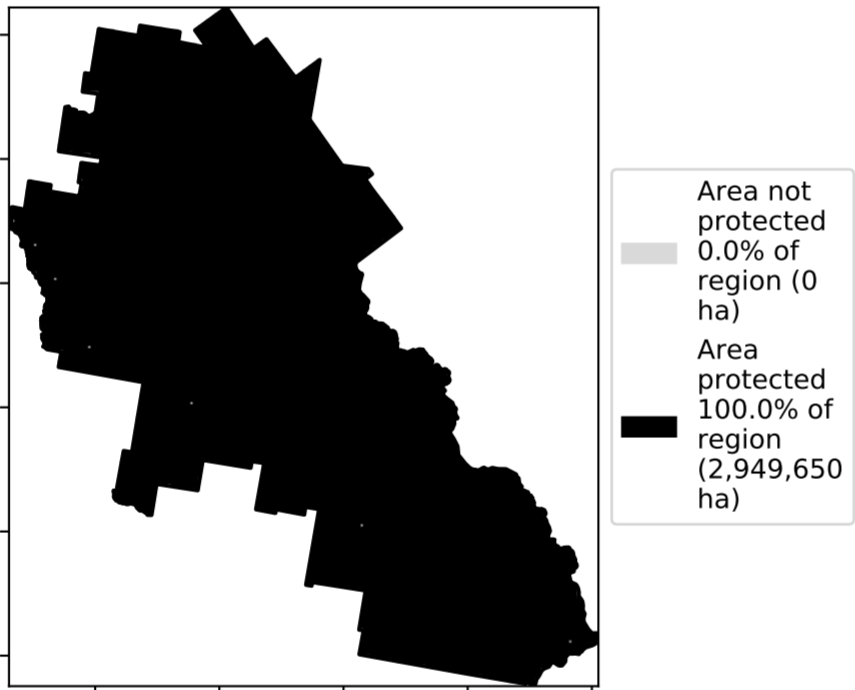 Area not
protected
0.0% of
region (0
ha)
Area
protected
100.0% of
region
(2,949,650
ha)